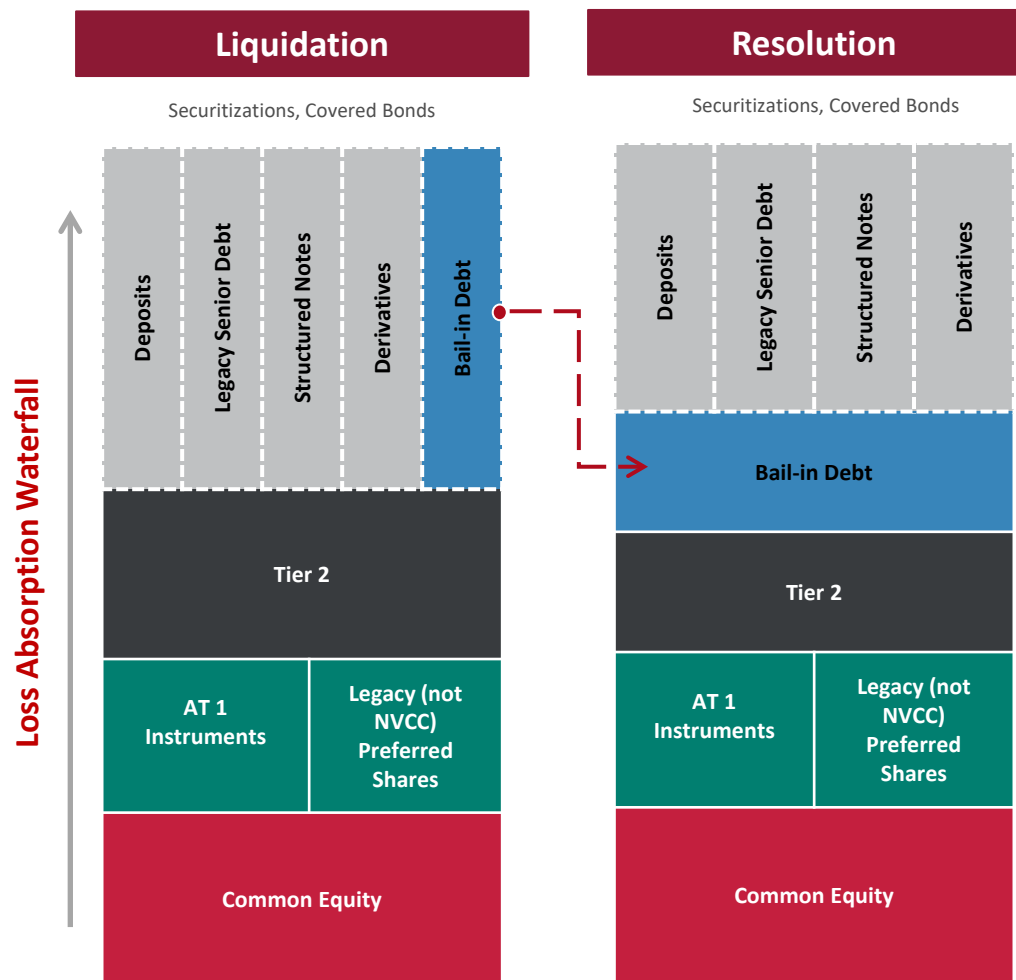 Liquidation
Securitizations, Covered Bonds
Loss Absorption Waterfall
Deposits
Legacy Senior Debt
Structured Notes
Derivatives
Bail-in Debt
Tier 2
AT 1
Instruments
Legacy (not
NVCC)
Preferred
Shares
Common Equity
Resolution
Securitizations, Covered Bonds
Deposits
Legacy Senior Debt
Structured Notes
Derivatives
Bail-in Debt
Tier 2
AT 1
Instruments
Legacy (not
NVCC)
Preferred
Shares
Common Equity